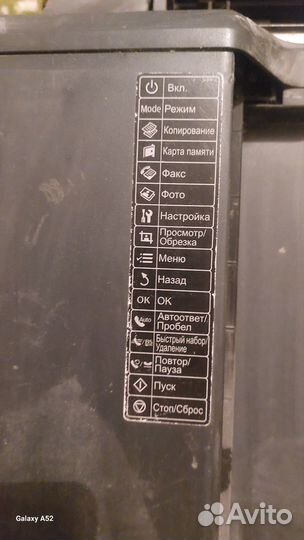 Вкл.
Mode Режим
Копирование
Карта памяти
Факс
Фото
Настройка
Просмотр/
Обрезка
Меню
Назад
OK OK
Auto Автоответ/
Пробел
BS Быстрый набор/
Удаление
Повтор/
Пауза
Пуск
Стоп/Сброс
Galaxy A52
Avito